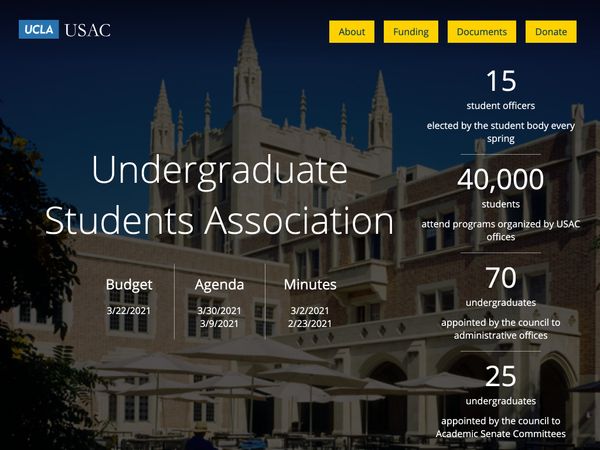 UCLA USAC
About Funding Documents Donate
Undergraduate
Students Association
Budget Agenda Minutes
3/22/2021 3/30/2021 3/2/2021
3/9/2021 2/23/2021
15
student officers
elected by the student body every
spring
40,000
students
attend programs organized by USAC
offices
70
undergraduates
appointed by the council to
administrative offices
25
undergraduates
appointed by the council to
Academic Senate Committees